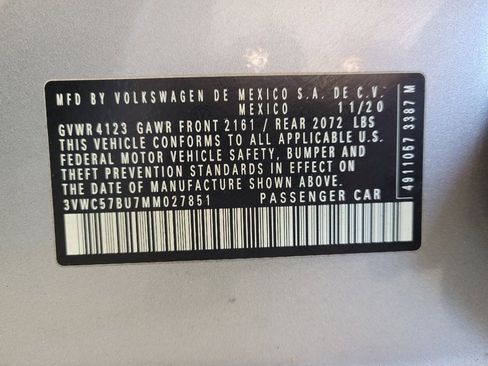 MFD BY VOLKSWAGEN DE MEXICO S.A. DE C.V.
MEXICO 11/20
GVWR 4123 GAWR FRONT 2161 / REAR 2072 LBS
THIS VEHICLE CONFORMS TO ALL APPLICABLE U.S.
FEDERAL MOTOR VEHICLE SAFETY, BUMPER AND
THEFT PREVENTION STANDARDS IN EFFECT ON
THE DATE OF MANUFACTURE SHOWN ABOVE
3VWC57BU7MM027851 PASSENGER CAR
4911057 3387 M